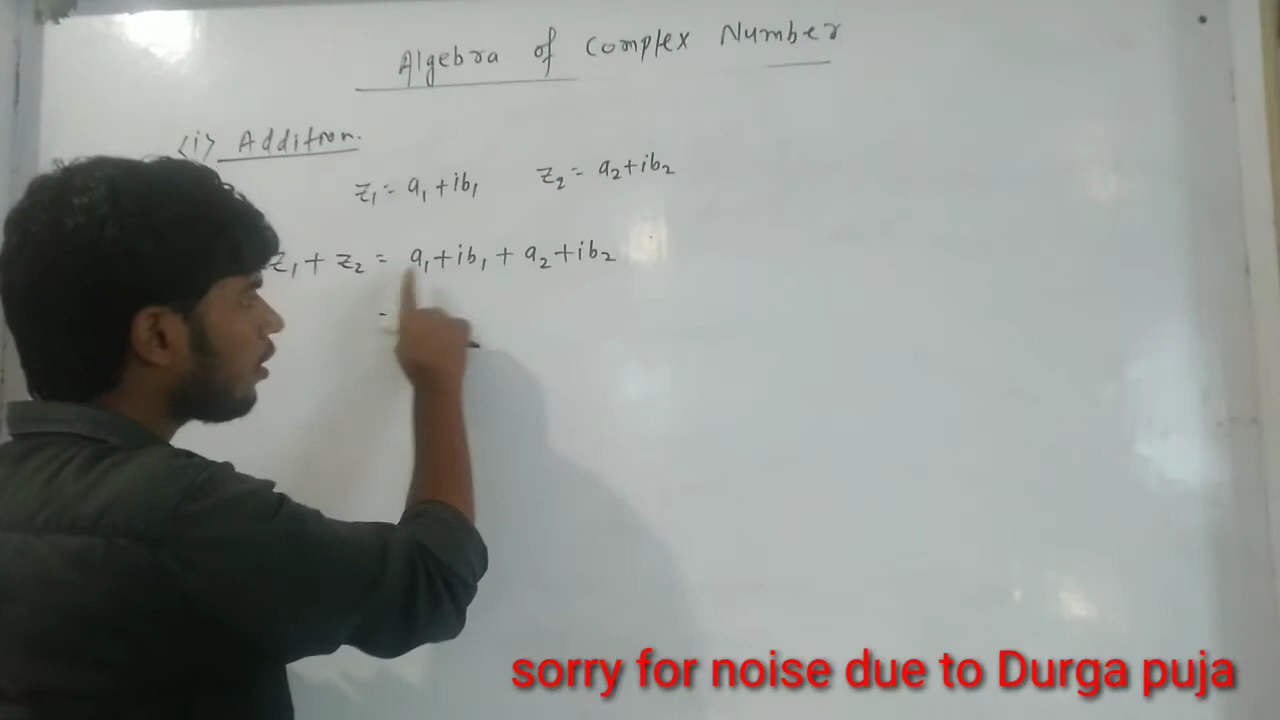 Algebra of Complex Number
<i> Addition.
z₁ = a₁ + ib₁ z₂ = a₂ + ib₂
z₁ + z₂ = a₁ + ib₁ + a₂ + ib₂
sorry for noise due to Durga puja